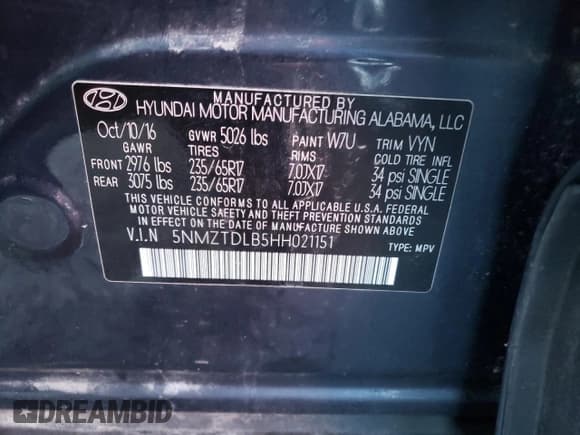 MANUFACTURED BY
HYUNDAI MOTOR MANUFACTURING ALABAMA, LLC
Oct/10/16 GVWR 5026 lbs PAINT W7U TRIM VYN
GAWR TIRES RIMS COLD TIRE INFL
FRONT 2976 lbs 235/65R17 7.0JX17 34 psi SINGLE
REAR 3075 lbs 235/65R17 7.0JX17 34 psi SINGLE
THIS VEHICLE CONFORMS TO ALL APPLICABLE U.S.A. FEDERAL
MOTOR VEHICLE SAFETY AND THEFT PREVENTION STANDARDS
IN EFFECT ON THE DATE OF MANUFACTURE SHOWN ABOVE.
V.I.N 5NMZTDLB5HH021151 TYPE: MPV
DREAMBID